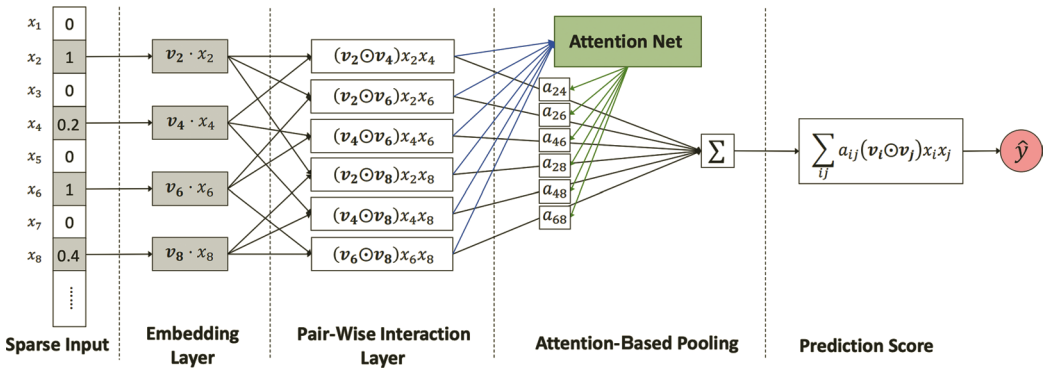 x₁ 0
x₂ 1
x₃ 0
x₄ 0.2
x₅ 0
x₆ 1
x₇ 0
x₈ 0.4
......
Sparse Input
v₂ · x₂
v₄ · x₄
v₆ · x₆
v₈ · x₈
Embedding
Layer
(v₂⊙v₄)x₂x₄
(v₂⊙v₆)x₂x₆
(v₄⊙v₆)x₄x₆
(v₂⊙v₈)x₂x₈
(v₄⊙v₈)x₄x₈
(v₆⊙v₈)x₆x₈
Pair-Wise Interaction
Layer
Attention Net
a₂₄
a₂₆
a₄₆
a₂₈
a₄₈
a₆₈
Σ
Attention-Based Pooling
∑ᵢⱼ aᵢⱼ(vᵢ⊙vⱼ)xᵢxⱼ
ŷ
Prediction Score